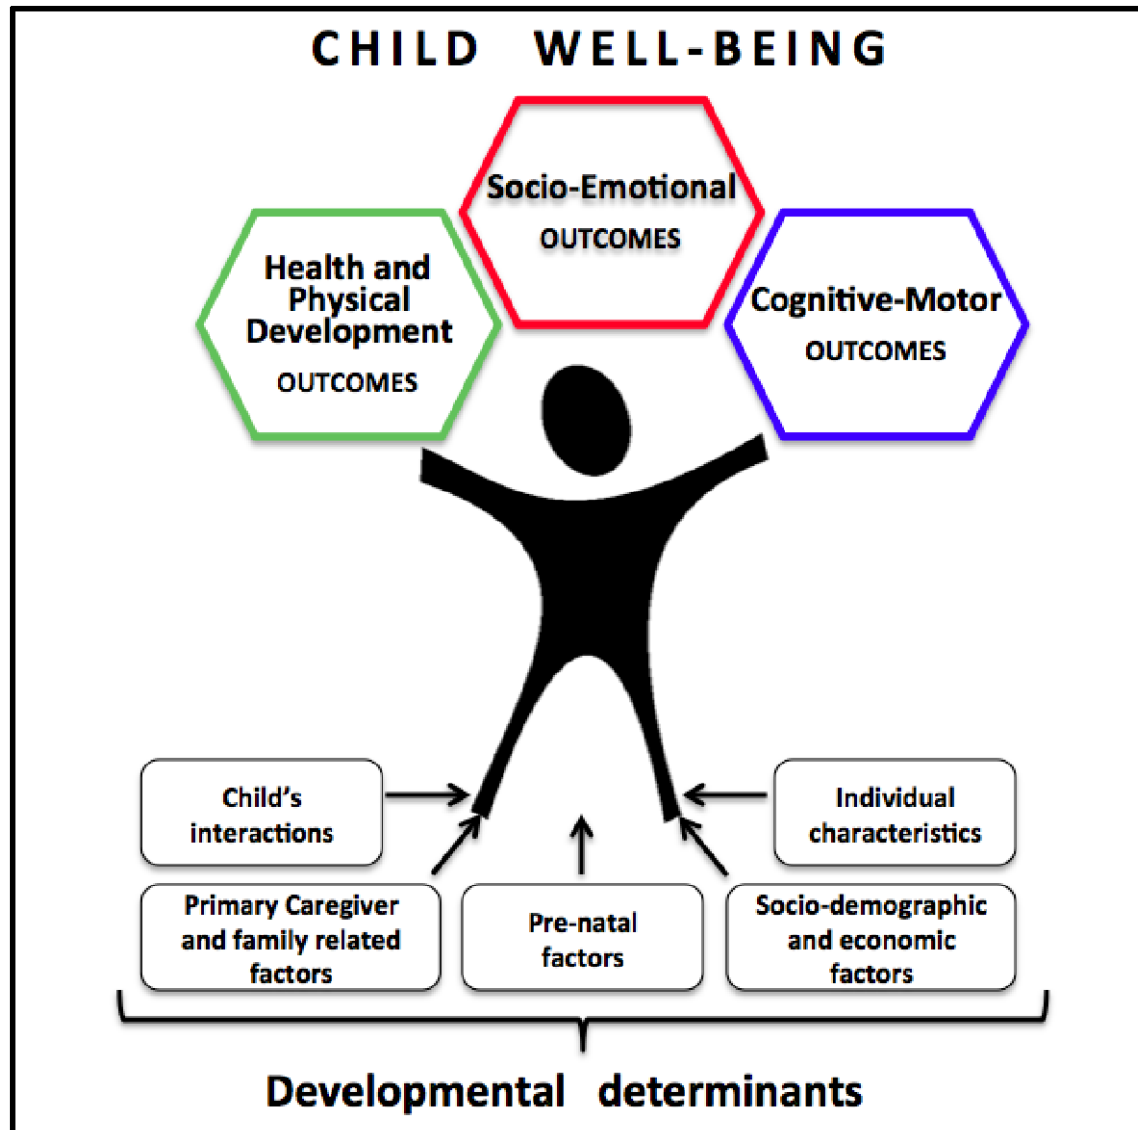 CHILD WELL-BEING
Socio-Emotional
OUTCOMES
Health and
Physical
Development
OUTCOMES
Cognitive-Motor
OUTCOMES
Child's
interactions
Individual
characteristics
Primary Caregiver
and family related
factors
Pre-natal
factors
Socio-demographic
and economic
factors
Developmental determinants